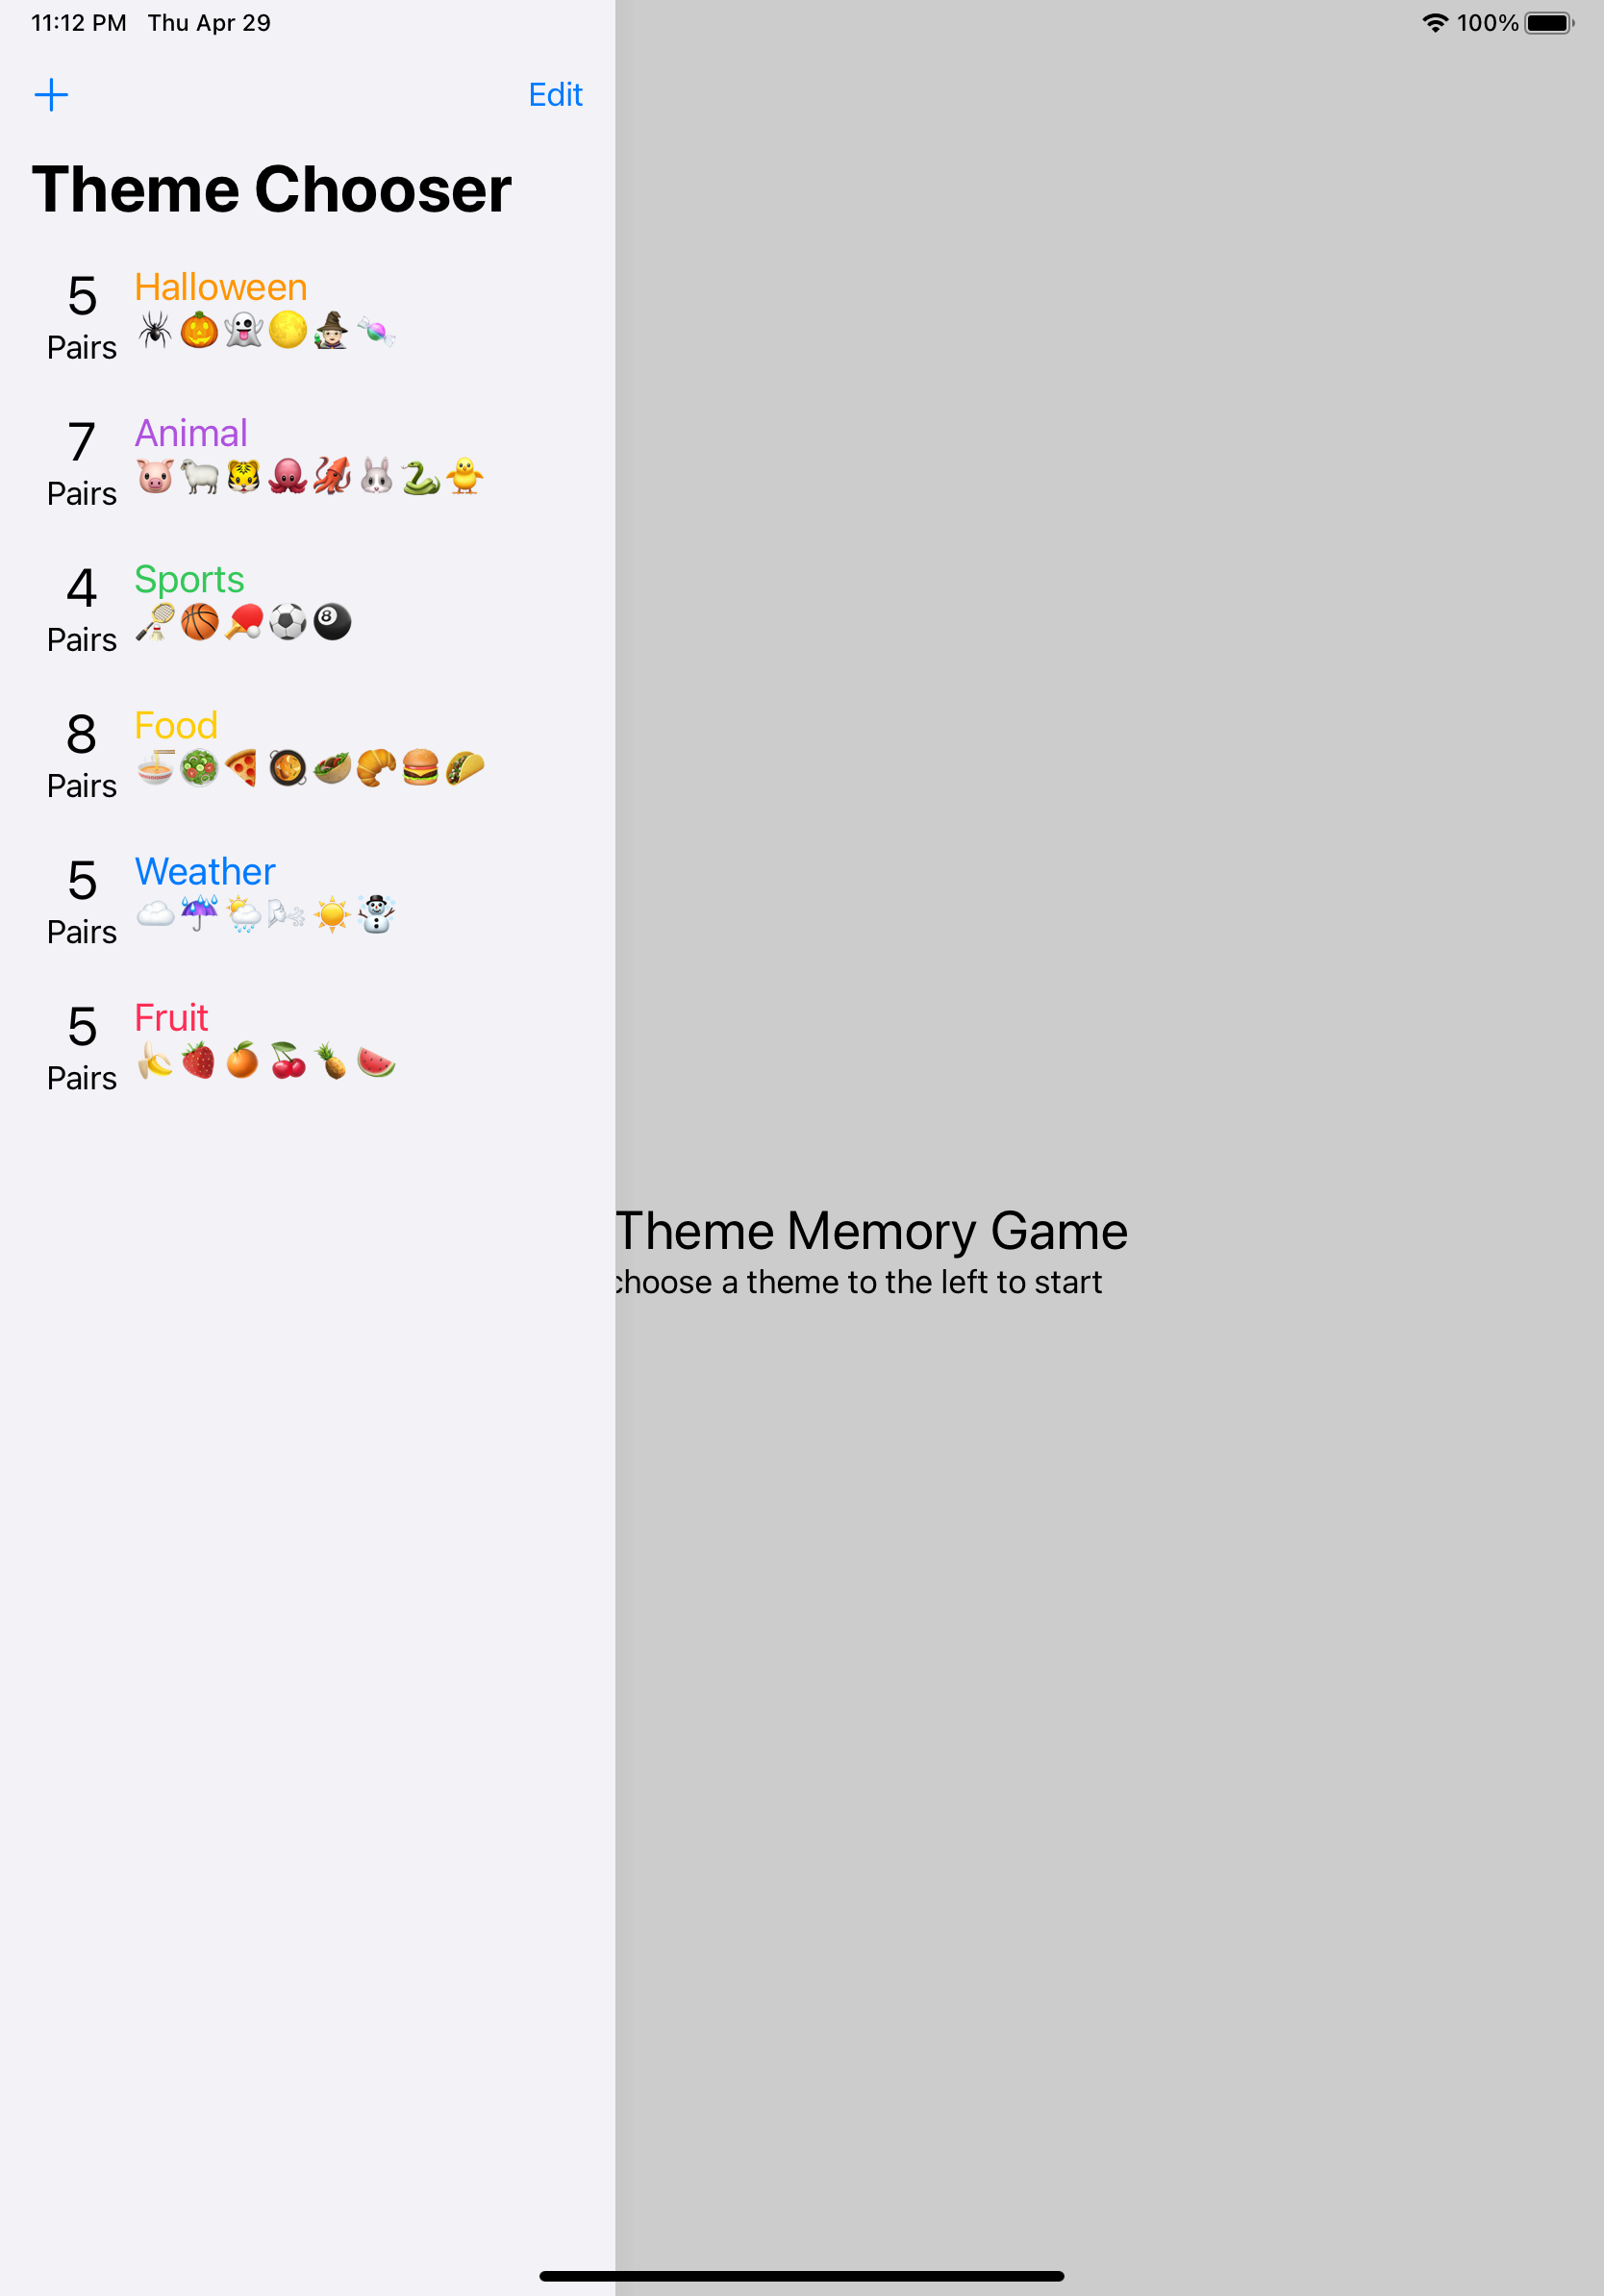 11:12 PM Thu Apr 29
100%
Edit
Theme Chooser
5 Pairs
Halloween
🕷🎃👻🌕🧙🏻🍬
7 Pairs
Animal
🐷🐑🐯🐙🦑🐰🐍🐥
4 Pairs
Sports
🏸🏀🏓⚽️🎱
8 Pairs
Food
🍜🥗🍕🥘🥙🥐🍔🌮
5 Pairs
Weather
☁️☔️🌦🌬☀️☃️
5 Pairs
Fruit
🍌🍓🍊🍒🍍🍉
Theme Memory Game
choose a theme to the left to start